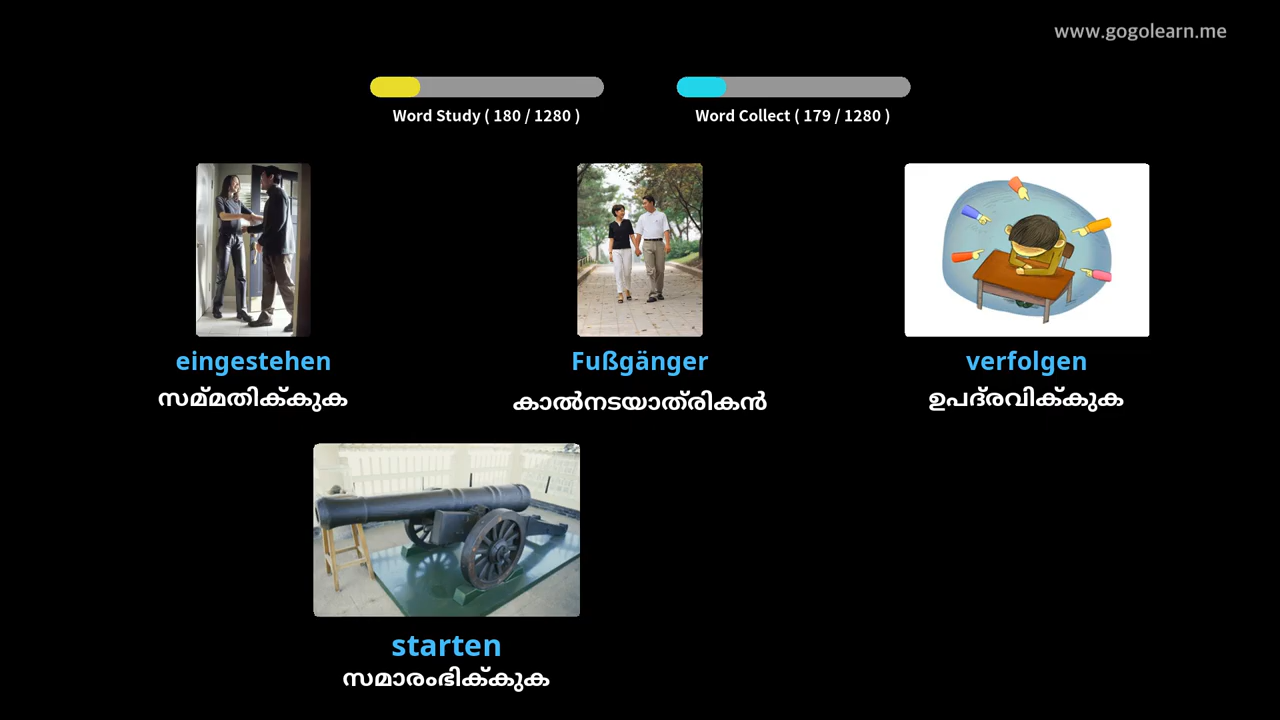 www.gogolearn.me
Word Study ( 180 / 1280 )
Word Collect ( 179 / 1280 )
eingestehen
സമ്മതിക്കുക
Fußgänger
കാൽനടയാത്രികൻ
verfolgen
ഉപദ്രവിക്കുക
starten
സമാരംഭിക്കുക